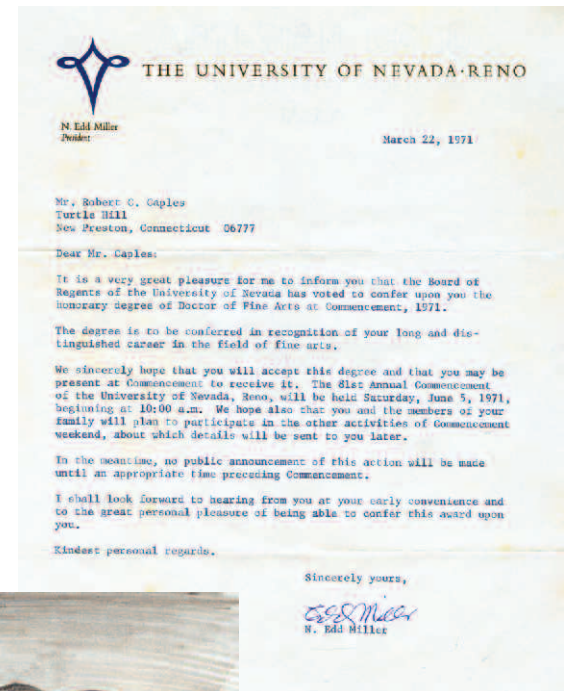 THE UNIVERSITY OF NEVADA·RENO
N. Edd Miller
President
March 22, 1971
Mr. Robert C. Caples
Turtle Hill
New Preston, Connecticut 06777
Dear Mr. Caples:
It is a very great pleasure for me to inform you that the Board of
Regents of the University of Nevada has voted to confer upon you the
honorary degree of Doctor of Fine Arts at Commencement, 1971.
The degree is to be conferred in recognition of your long and dis-
tinguished career in the field of fine arts.
We sincerely hope that you will accept this degree and that you may be
present at Commencement to receive it. The 81st Annual Commencement
of the University of Nevada, Reno, will be held Saturday, June 5, 1971,
beginning at 10:00 a.m. We hope also that you and the members of your
family will plan to participate in the other activities of Commencement
weekend, about which details will be sent to you later.
In the meantime, no public announcement of this action will be made
until an appropriate time preceding Commencement.
I shall look forward to hearing from you at your early convenience and
to the great personal pleasure of being able to confer this award upon
you.
Kindest personal regards.
Sincerely yours,
Edd Miller
N. Edd Miller